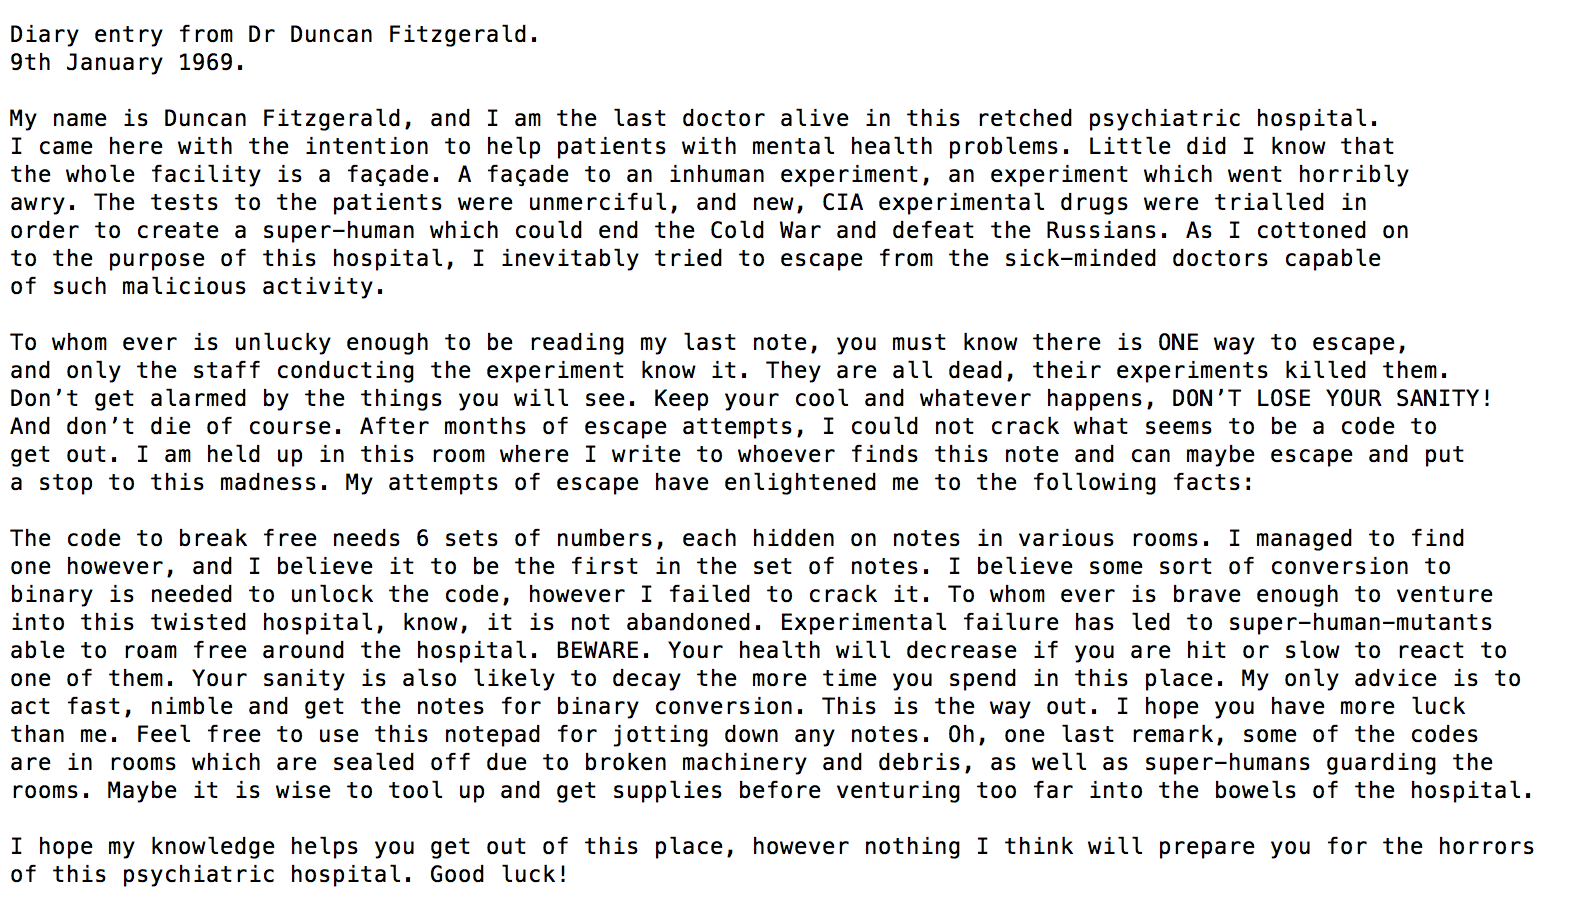 Diary entry from Dr Duncan Fitzgerald.
9th January 1969.
My name is Duncan Fitzgerald, and I am the last doctor alive in this retched psychiatric hospital.
I came here with the intention to help patients with mental health problems. Little did I know that
the whole facility is a façade. A façade to an inhuman experiment, an experiment which went horribly
awry. The tests to the patients were unmerciful, and new, CIA experimental drugs were trialled in
order to create a super-human which could end the Cold War and defeat the Russians. As I cottoned on
to the purpose of this hospital, I inevitably tried to escape from the sick-minded doctors capable
of such malicious activity.
To whom ever is unlucky enough to be reading my last note, you must know there is ONE way to escape,
and only the staff conducting the experiment know it. They are all dead, their experiments killed them.
Don’t get alarmed by the things you will see. Keep your cool and whatever happens, DON’T LOSE YOUR SANITY!
And don’t die of course. After months of escape attempts, I could not crack what seems to be a code to
get out. I am held up in this room where I write to whoever finds this note and can maybe escape and put
a stop to this madness. My attempts of escape have enlightened me to the following facts:
The code to break free needs 6 sets of numbers, each hidden on notes in various rooms. I managed to find
one however, and I believe it to be the first in the set of notes. I believe some sort of conversion to
binary is needed to unlock the code, however I failed to crack it. To whom ever is brave enough to venture
into this twisted hospital, know, it is not abandoned. Experimental failure has led to super-human-mutants
able to roam free around the hospital. BEWARE. Your health will decrease if you are hit or slow to react to
one of them. Your sanity is also likely to decay the more time you spend in this place. My only advice is to
act fast, nimble and get the notes for binary conversion. This is the way out. I hope you have more luck
than me. Feel free to use this notepad for jotting down any notes. Oh, one last remark, some of the codes
are in rooms which are sealed off due to broken machinery and debris, as well as super-humans guarding the
rooms. Maybe it is wise to tool up and get supplies before venturing too far into the bowels of the hospital.
I hope my knowledge helps you get out of this place, however nothing I think will prepare you for the horrors
of this psychiatric hospital. Good luck!